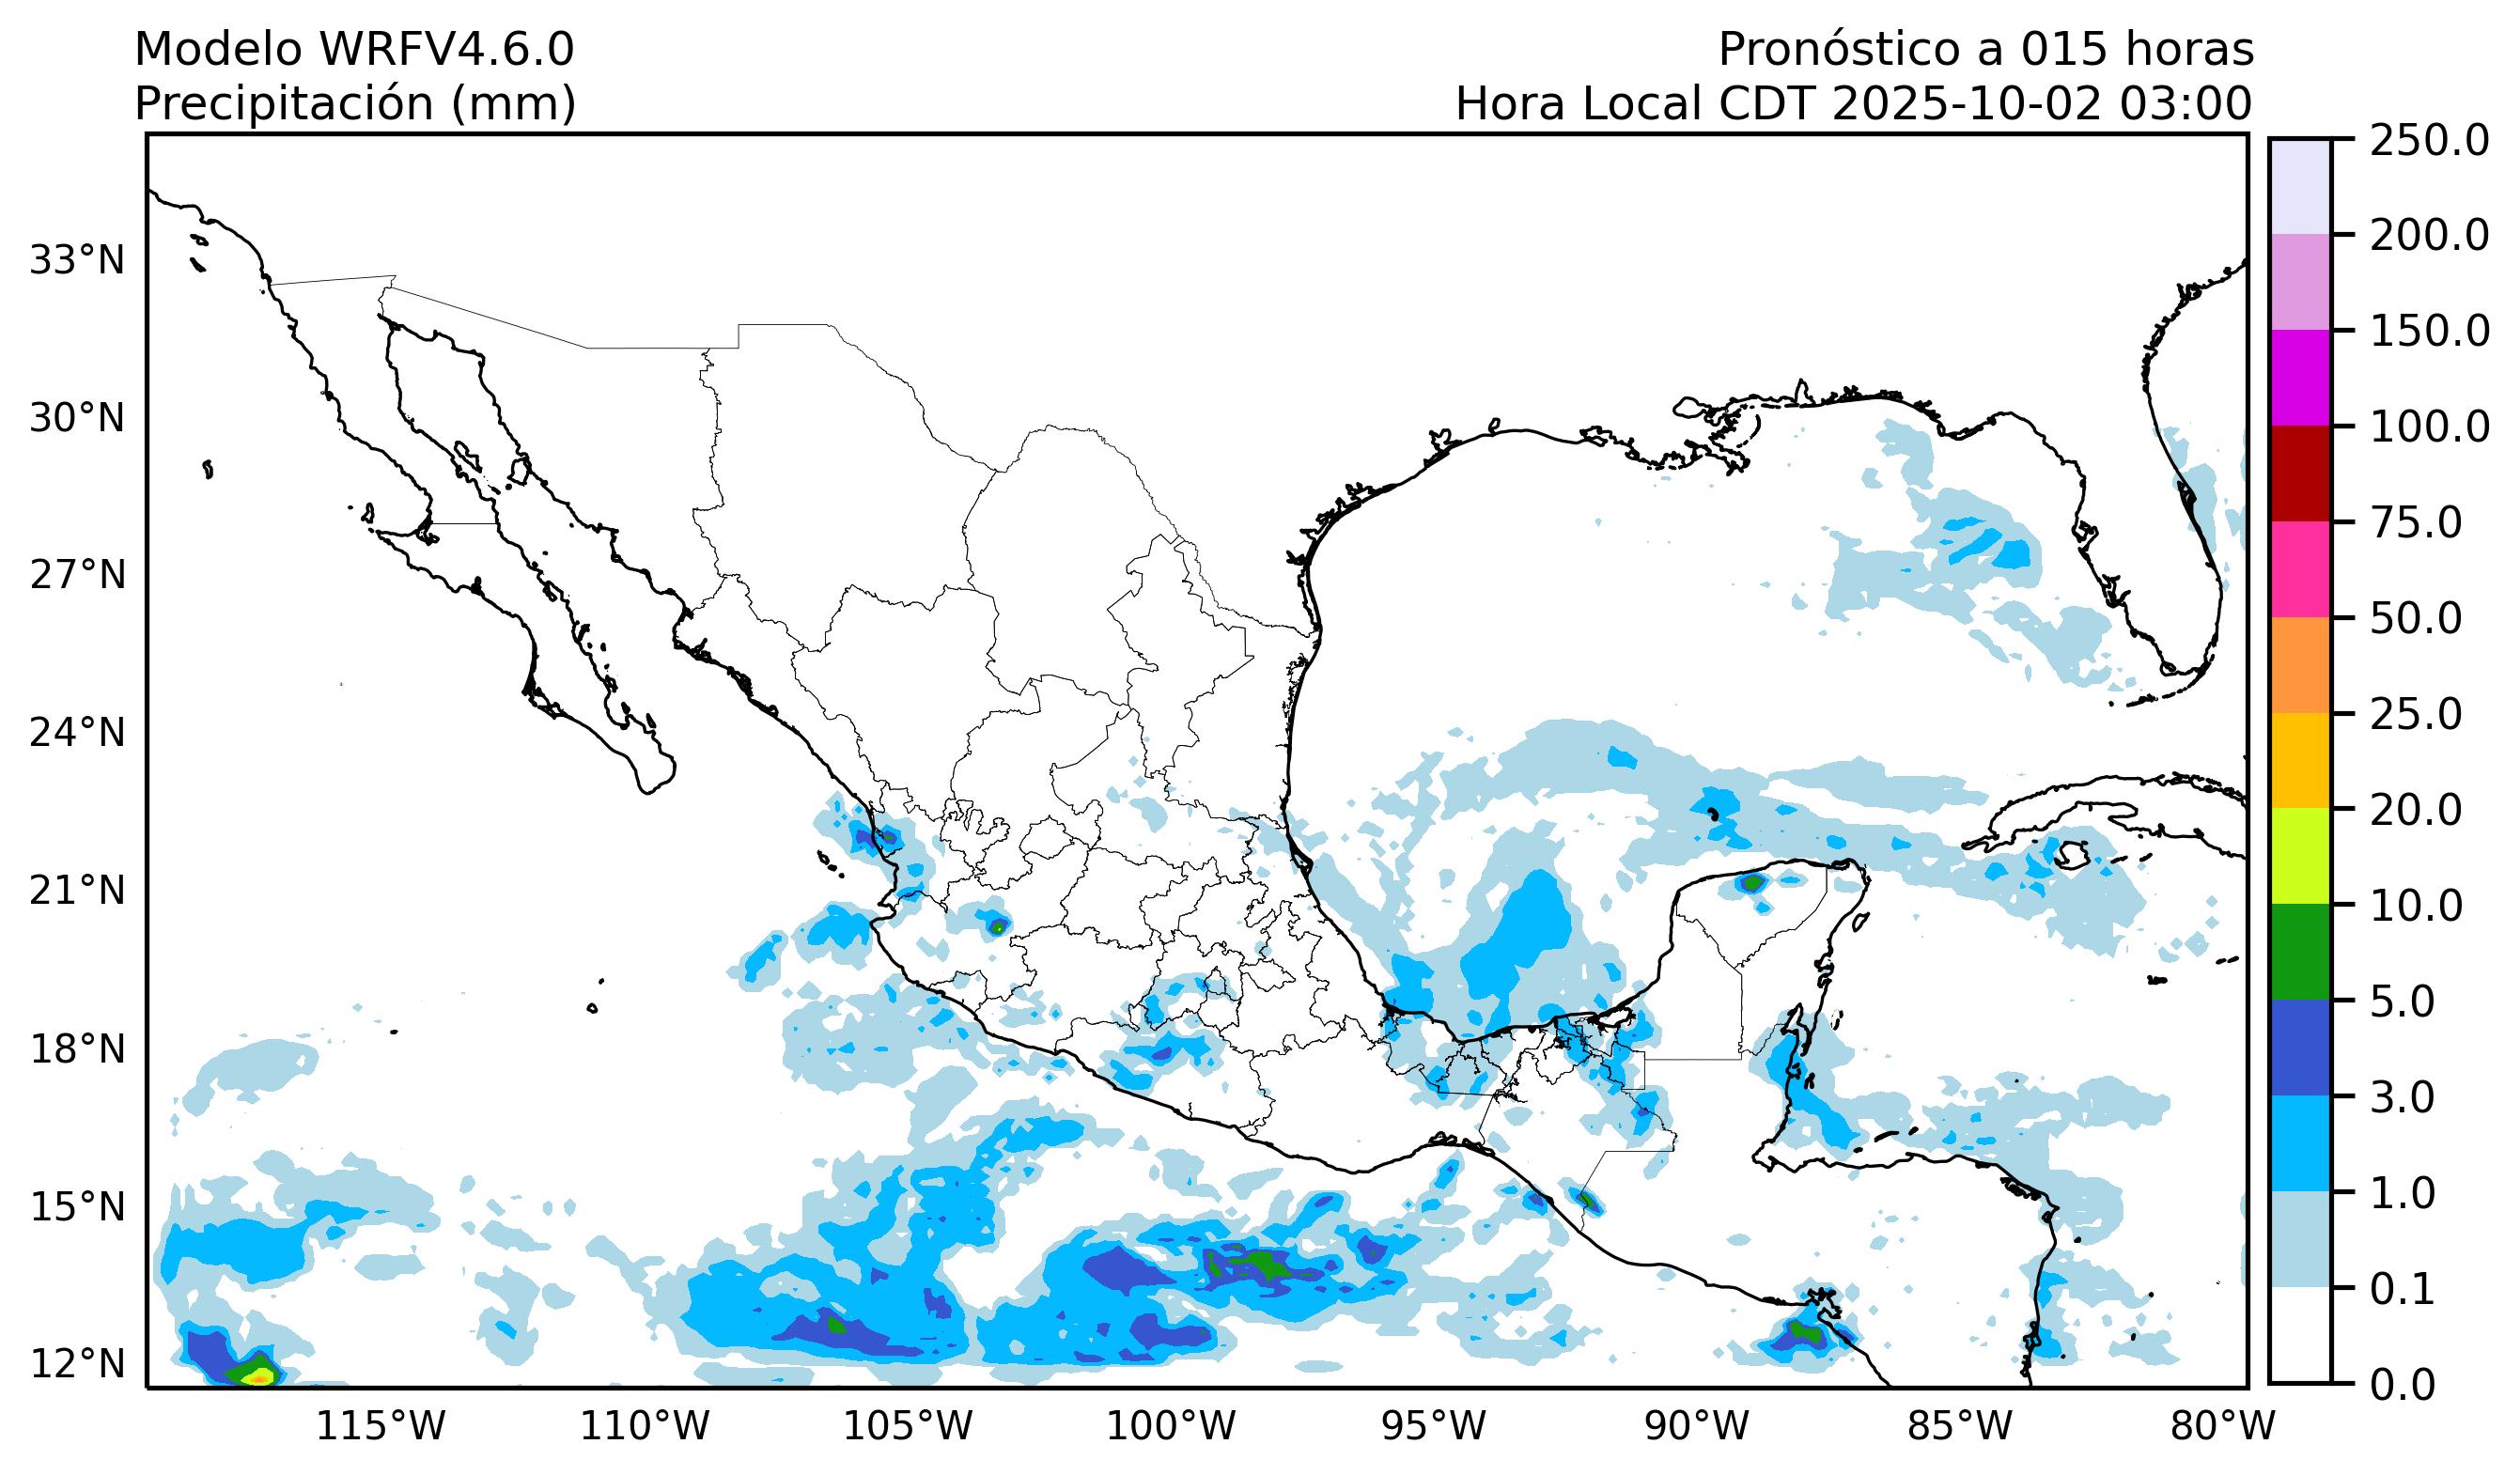 Modelo WRFV4.6.0
Precipitación (mm)
Pronóstico a 015 horas
Hora Local CDT 2025-10-02 03:00
33°N
30°N
27°N
24°N
21°N
18°N
15°N
12°N
115°W
110°W
105°W
100°W
95°W
90°W
85°W
80°W
250.0
200.0
150.0
100.0
75.0
50.0
25.0
20.0
10.0
5.0
3.0
1.0
0.1
0.0